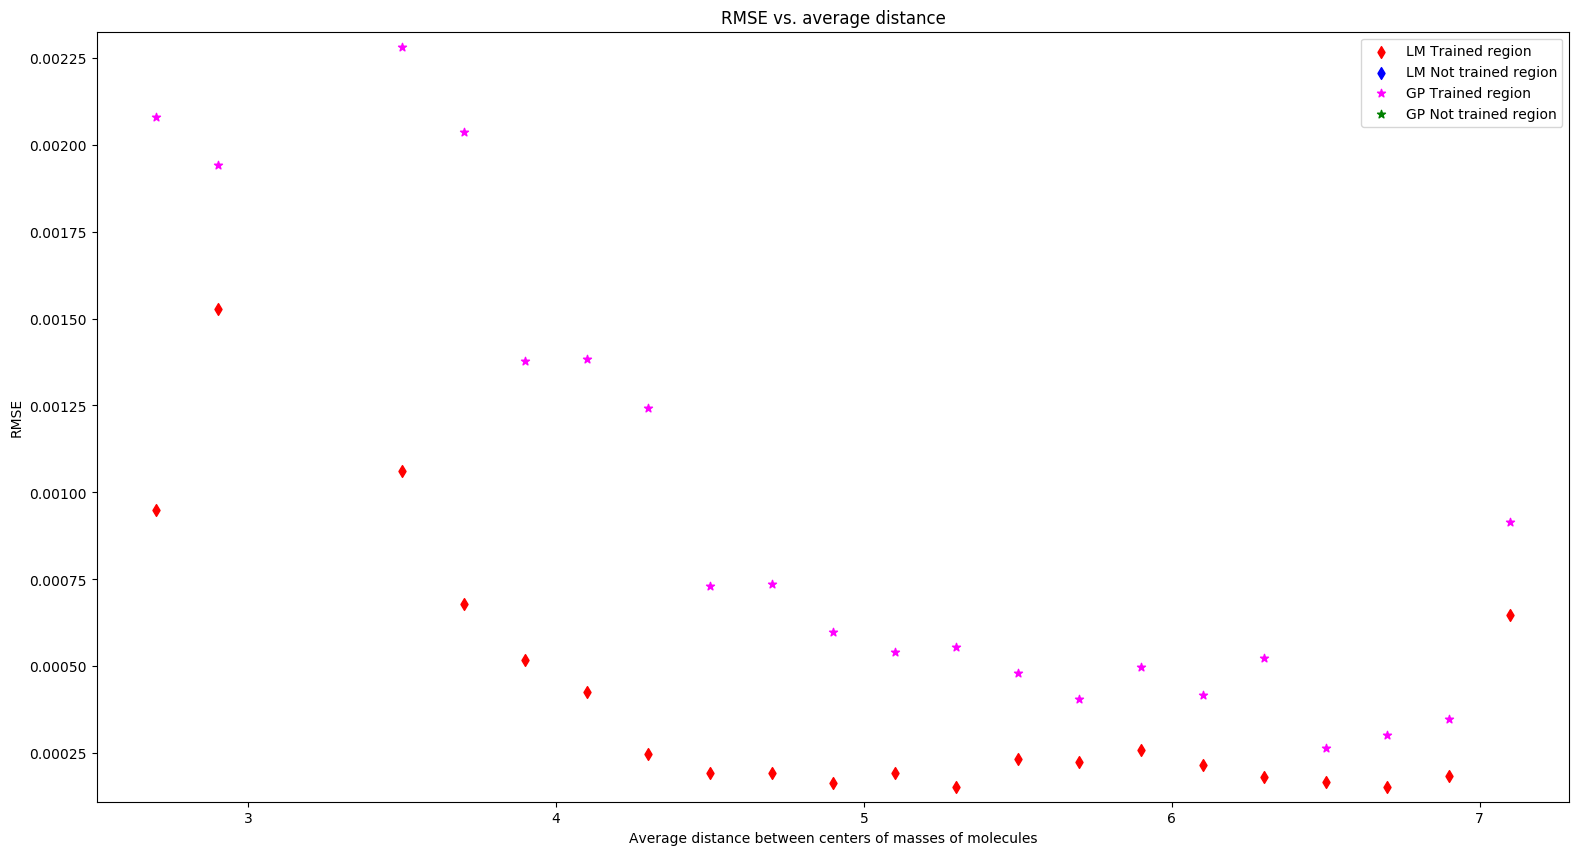 RMSE vs. average distance
LM Trained region
LM Not trained region
GP Trained region
GP Not trained region
RMSE
0.00225
0.00200
0.00175
0.00150
0.00125
0.00100
0.00075
0.00050
0.00025
3
4
5
6
7
Average distance between centers of masses of molecules